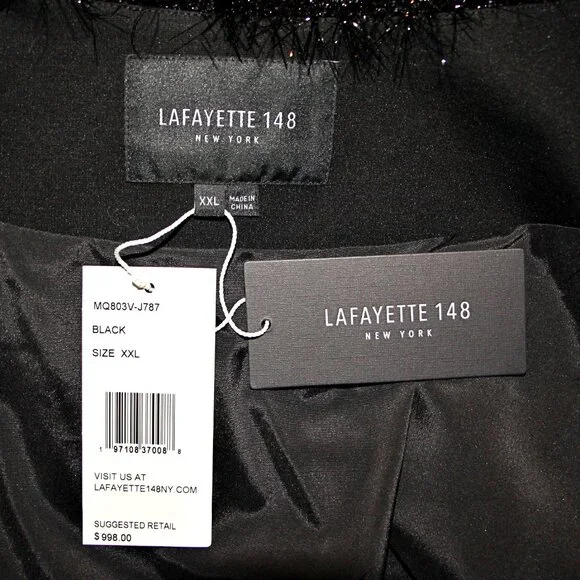 LAFAYETTE 148
NEW YORK
XXL
MADE IN
CHINA
MQ803V-J787
BLACK
SIZE XXL
1 97108 37008 8
VISIT US AT
LAFAYETTE148NY.COM
SUGGESTED RETAIL
$998.00
LAFAYETTE 148
NEW YORK